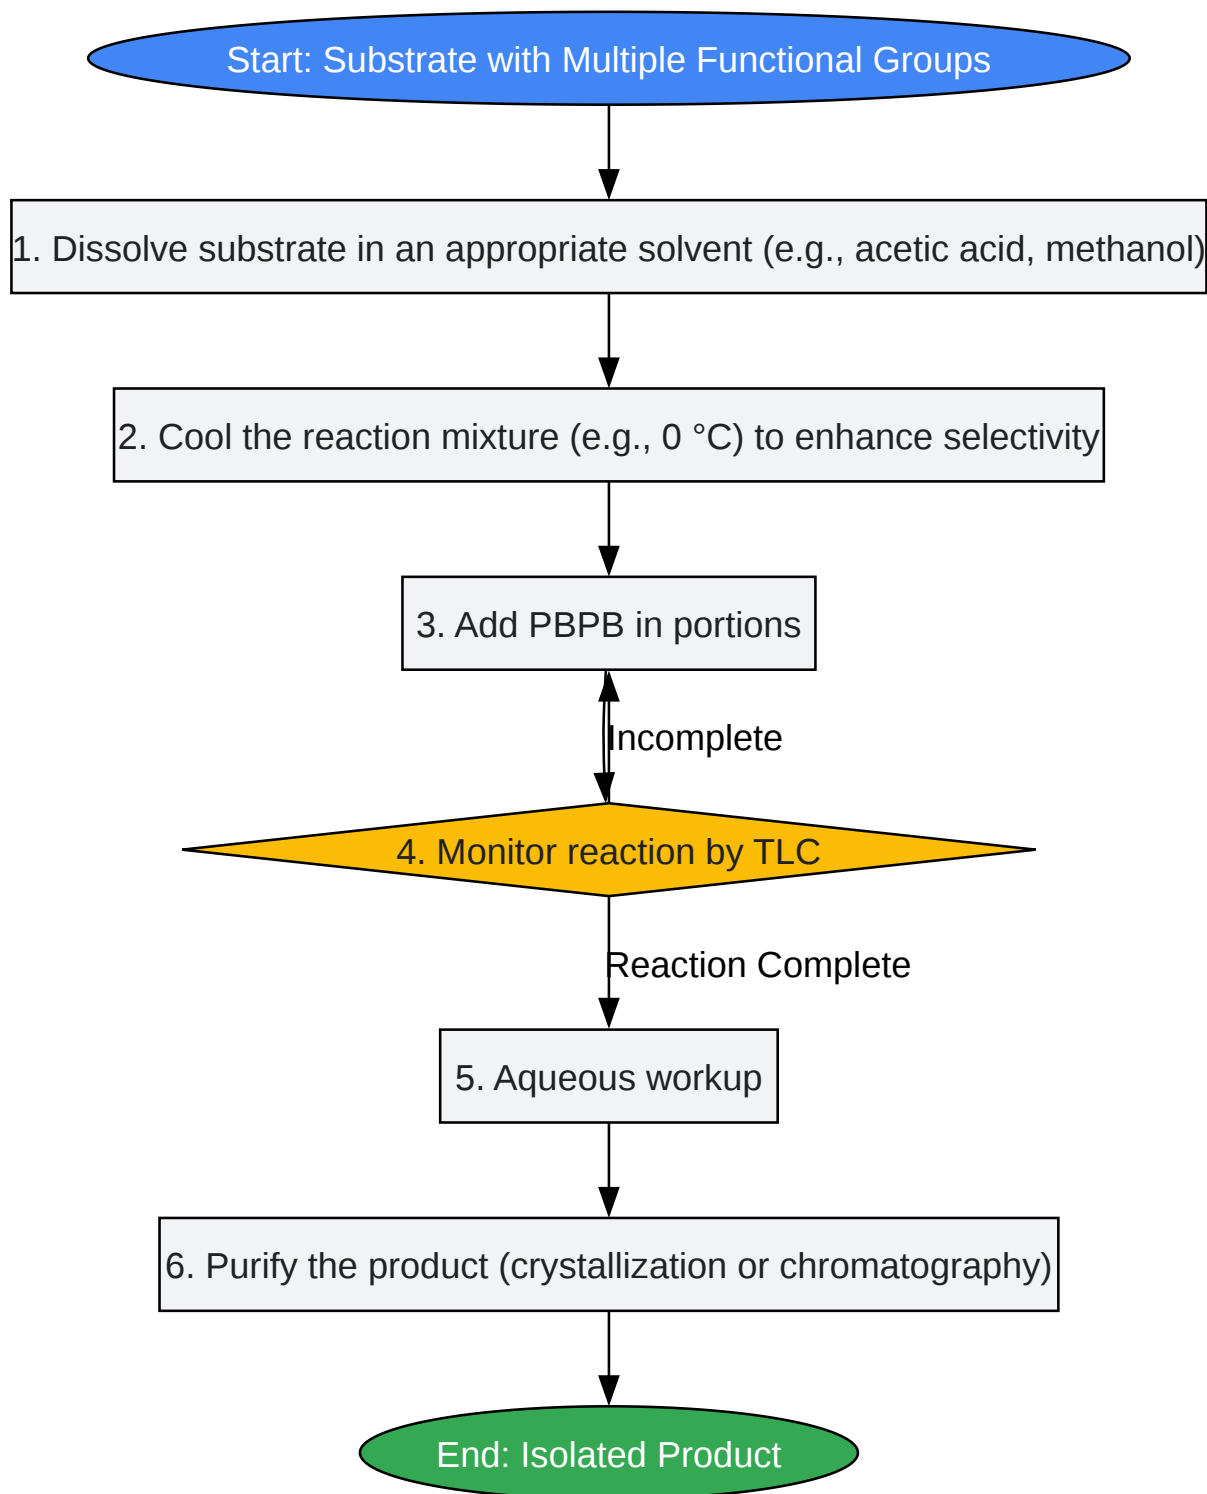 Start: Substrate with Multiple Functional Groups
1. Dissolve substrate in an appropriate solvent (e.g., acetic acid, methanol)
2. Cool the reaction mixture (e.g., 0 °C) to enhance selectivity
3. Add PBPB in portions
Incomplete
4. Monitor reaction by TLC
Reaction Complete
5. Aqueous workup
6. Purify the product (crystallization or chromatography)
End: Isolated Product